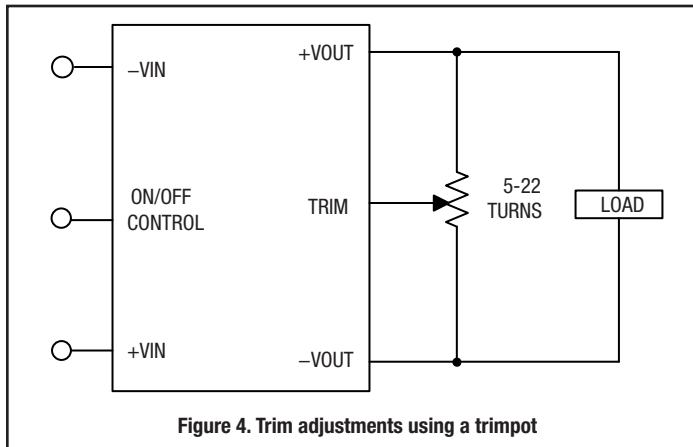 –VIN
+VOUT
ON/OFF
CONTROL
TRIM
5-22
TURNS
LOAD
+VIN
–VOUT
Figure 4. Trim adjustments using a trimpot